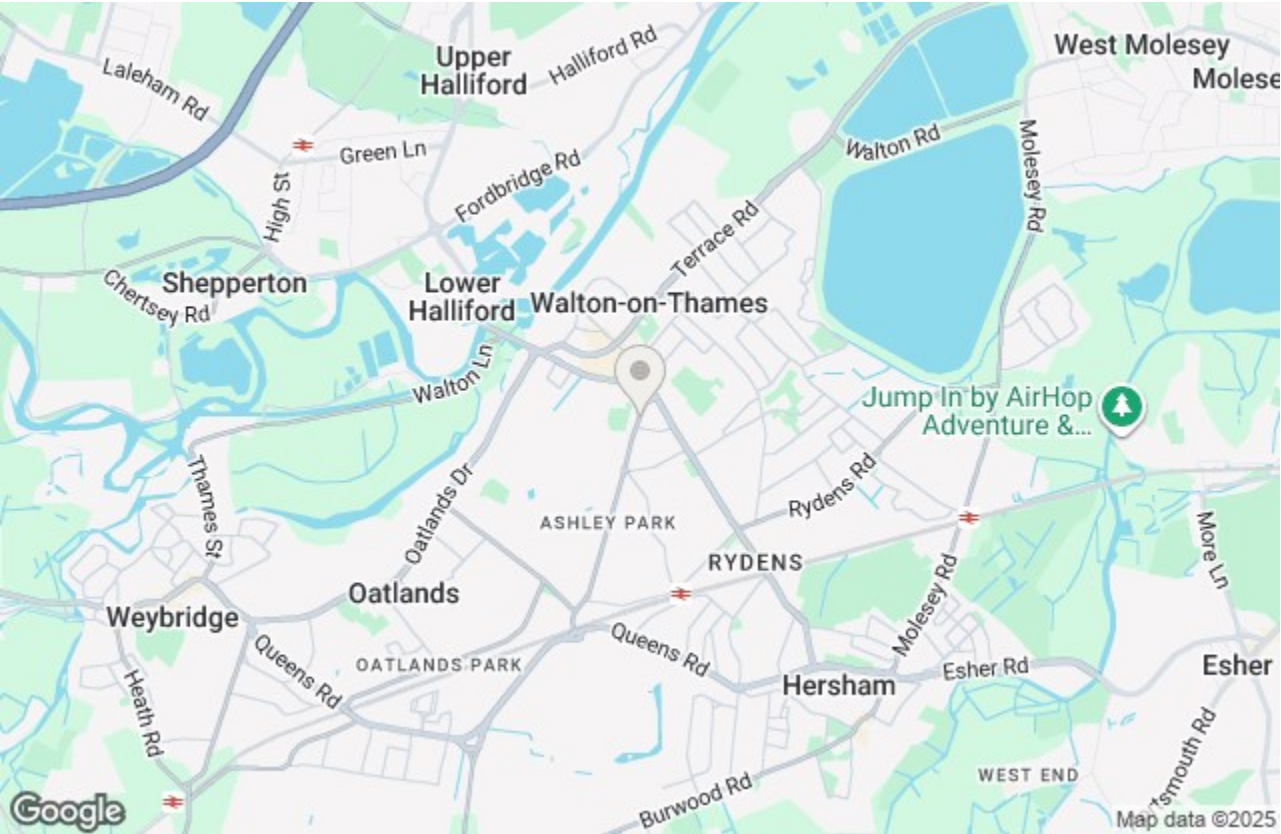 Upper
Halliford
Halliford Rd
West Molesey
Molese
Laleham Rd
Green Ln
Walton Rd
Molesey Rd
High St
Fordbridge Rd
Terrace Rd
Shepperton
Chertsey Rd
Lower
Halliford
Walton-on-Thames
Walton Ln
Jump In by AirHop
Adventure &...
Thames St
Oatlands Dr
ASHLEY PARK
Rydens Rd
RYDENS
More Ln
Oatlands
Weybridge
Queens Rd
OATLANDS PARK
Queens Rd
Molesey Rd
Hersham
Esher Rd
Esher
Heath Rd
Burwood Rd
WEST END
rtsmouth Rd
Google
Map data ©2025